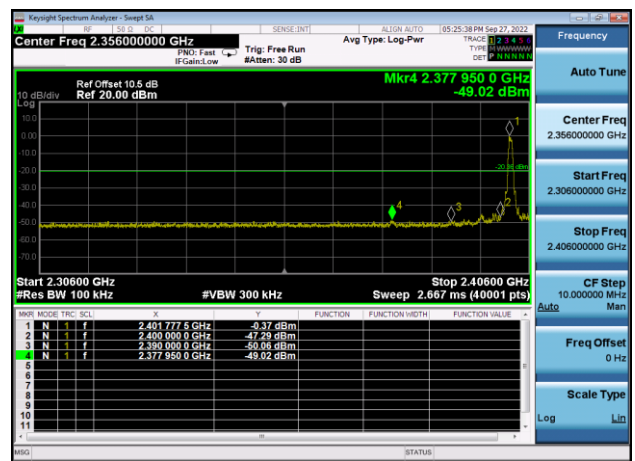 Keysight Spectrum Analyzer - Swept SA
RF 50 Ω DC SENSE:INT ALIGN AUTO 05:25:38 PM Sep 27, 2022
Center Freq 2.356000000 GHz
PNO: Fast
IFGain:Low
Trig: Free Run
#Atten: 30 dB
Avg Type: Log-Pwr
TRACE 1 2 3 4 5 6
TYPE M W W W W W
DET P N N N N N
Ref Offset 10.5 dB
10 dB/div Ref 20.00 dBm
Log
Mkr4 2.377 950 0 GHz
-49.02 dBm
10.0
0.00
-10.0
-20.0
-30.0
-40.0
-50.0
-60.0
-70.0
1
4
3
2
Start 2.30600 GHz
Stop 2.40600 GHz
#Res BW 100 kHz #VBW 300 kHz Sweep 2.667 ms (40001 pts)
MKR MODE TRC SCL X Y FUNCTION FUNCTION WIDTH FUNCTION VALUE
1 N 1 f 2.401 777 5 GHz -0.37 dBm
2 N 1 f 2.400 000 0 GHz -47.29 dBm
3 N 1 f 2.390 000 0 GHz -50.06 dBm
4 N 1 f 2.377 950 0 GHz -49.02 dBm
5
6
7
8
9
10
11
MSG STATUS
Frequency
Auto Tune
Center Freq
2.356000000 GHz
Start Freq
2.306000000 GHz
Stop Freq
2.406000000 GHz
CF Step
10.000000 MHz
Auto Man
Freq Offset
0 Hz
Scale Type
Log Lin